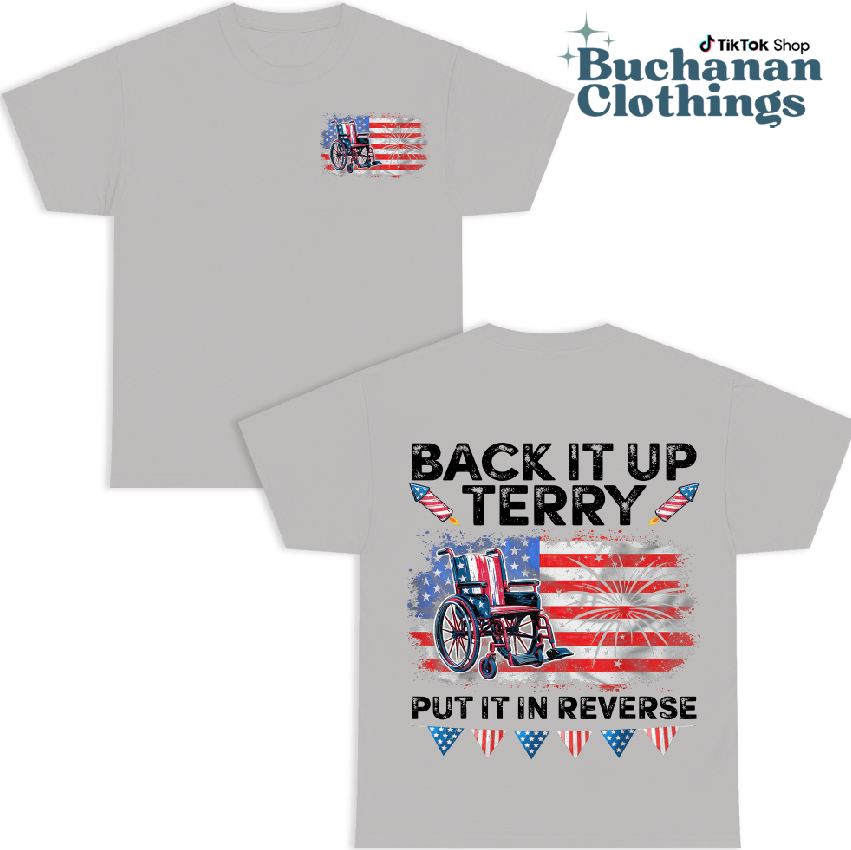 TikTok Shop
Buchanan
Clothings
BACK IT UP
TERRY
PUT IT IN REVERSE